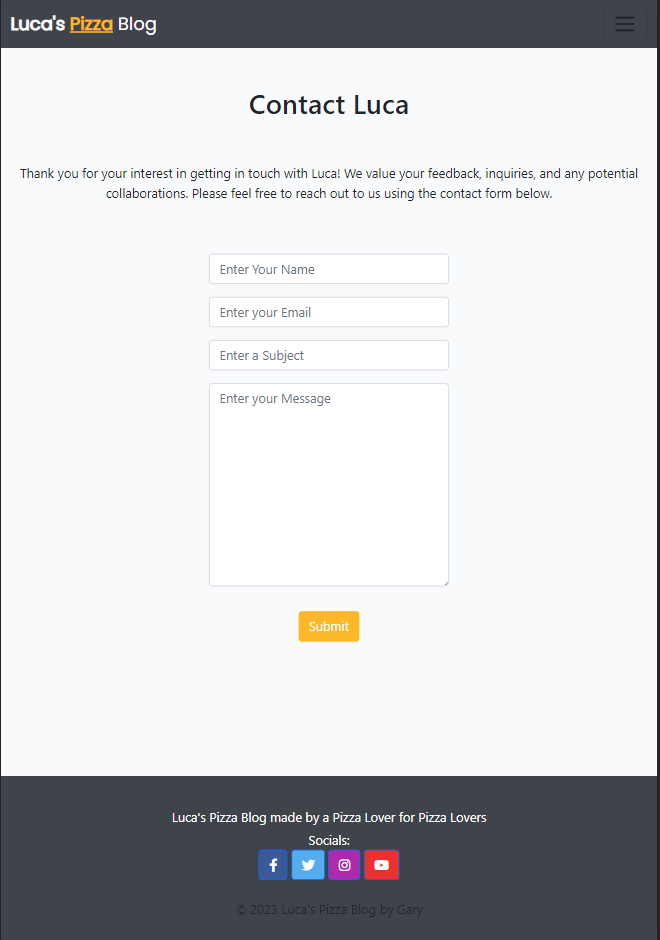 Luca's Pizza Blog
Contact Luca
Thank you for your interest in getting in touch with Luca! We value your feedback, inquiries, and any potential
collaborations. Please feel free to reach out to us using the contact form below.
Enter Your Name
Enter your Email
Enter a Subject
Enter your Message
Submit
Luca's Pizza Blog made by a Pizza Lover for Pizza Lovers
Socials:
© 2023 Luca's Pizza Blog by Gary